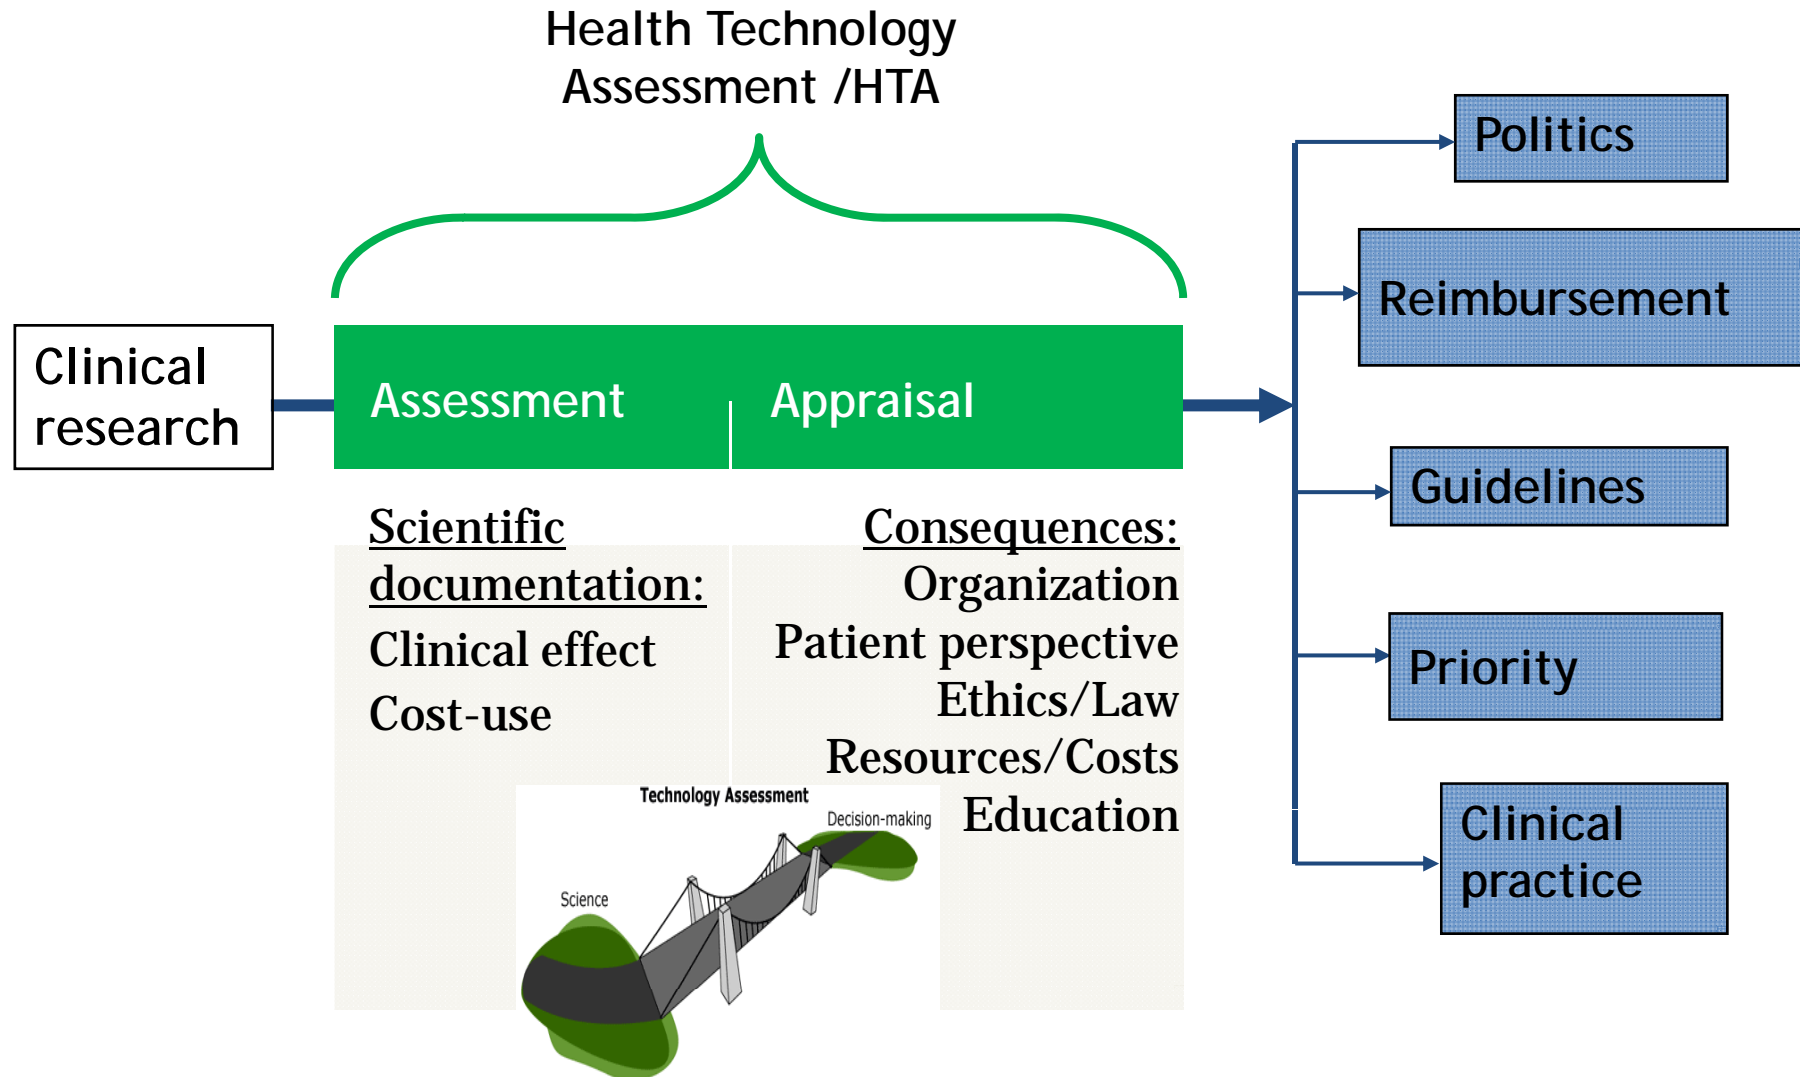 Health Technology
Assessment /HTA
Clinical
research
Assessment
Appraisal
Scientific
documentation:
Clinical effect
Cost-use
Consequences:
Organization
Patient perspective
Ethics/Law
Resources/Costs
Education
Technology Assessment
Decision-making
Science
Politics
Reimbursement
Guidelines
Priority
Clinical
practice